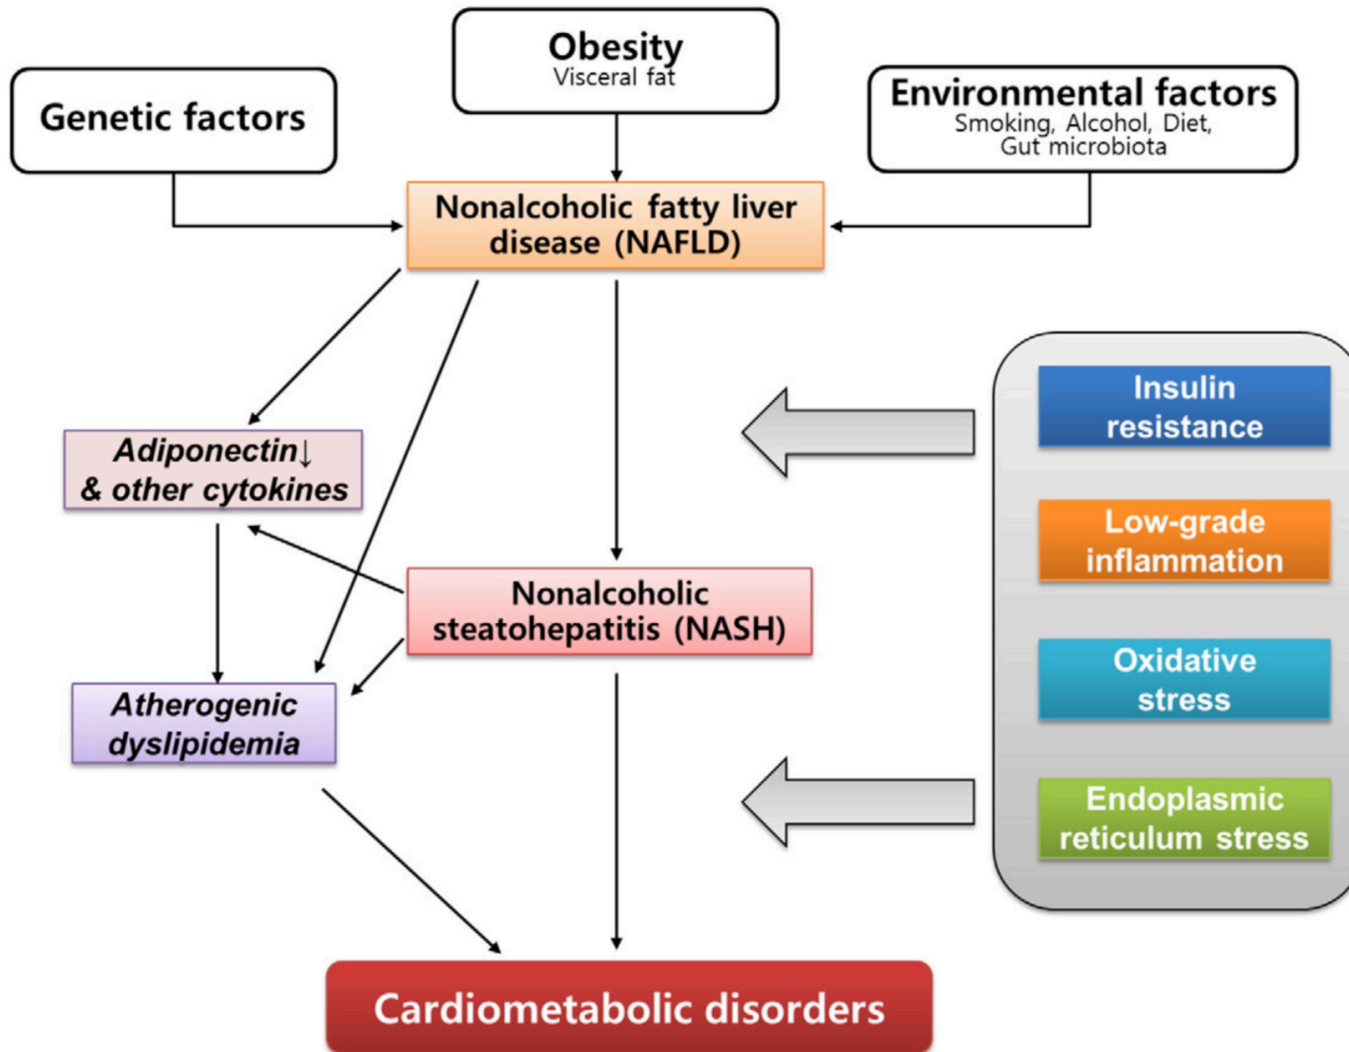 Obesity
Visceral fat
Genetic factors
Environmental factors
Smoking, Alcohol, Diet,
Gut microbiota
Nonalcoholic fatty liver
disease (NAFLD)
Insulin
resistance
Adiponectin↓
& other cytokines
Low-grade
inflammation
Nonalcoholic
steatohepatitis (NASH)
Oxidative
stress
Atherogenic
dyslipidemia
Endoplasmic
reticulum stress
Cardiometabolic disorders